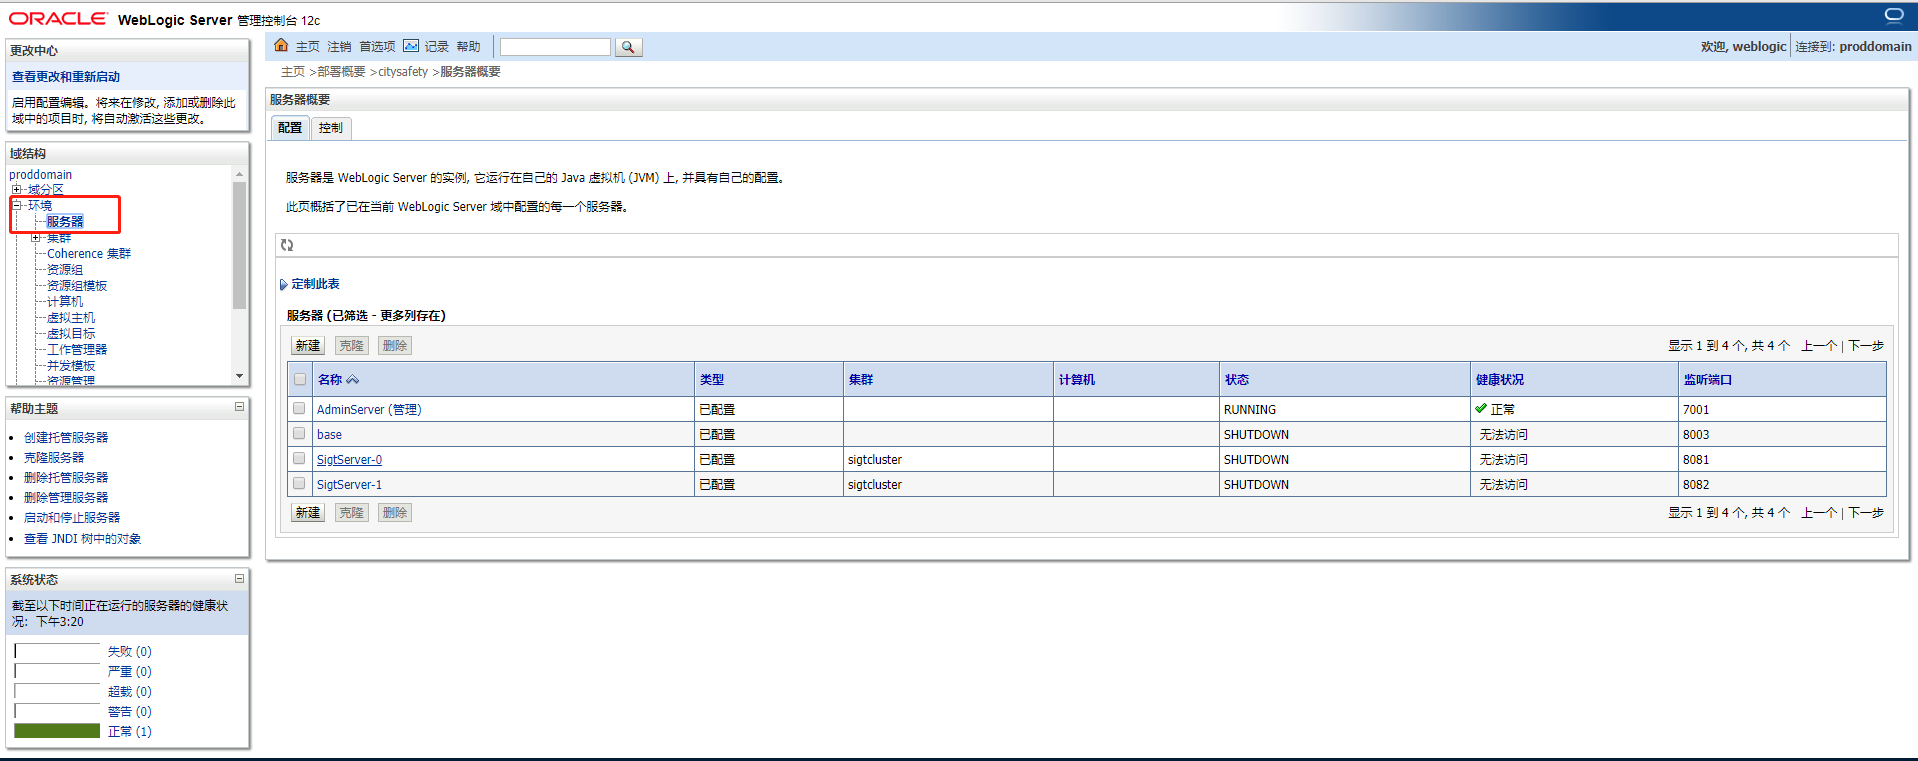 ORACLE WebLogic Server 管理控制台 12c
更改中心
查看更改和重新启动
启用配置编辑。将来在修改, 添加或删除此
域中的项目时, 将自动激活这些更改。
域结构
proddomain
域分区
环境
服务器
集群
Coherence 集群
资源组
资源组模板
计算机
虚拟主机
虚拟目标
工作管理器
并发模板
资源管理
帮助主题
创建托管服务器
克隆服务器
删除托管服务器
删除管理服务器
启动和停止服务器
查看 JNDI 树中的对象
系统状态
截至以下时间正在运行的服务器的健康状
况: 下午3:20
失败 (0)
严重 (0)
超载 (0)
警告 (0)
正常 (1)
主页 注销 首选项 记录 帮助
欢迎, weblogic 连接到: proddomain
主页 >部署概要 >citysafety >服务器概要
服务器概要
配置 控制
服务器是 WebLogic Server 的实例, 它运行在自己的 Java 虚拟机 (JVM) 上, 并具有自己的配置。
此页概括了已在当前 WebLogic Server 域中配置的每一个服务器。
定制此表
服务器 (已筛选 - 更多列存在)
新建 克隆 删除 显示 1 到 4 个, 共 4 个 上一个 | 下一步
名称 类型 集群 计算机 状态 健康状况 监听端口
AdminServer (管理) 已配置 RUNNING 正常 7001
base 已配置 SHUTDOWN 无法访问 8003
SigtServer-0 已配置 sigtcluster SHUTDOWN 无法访问 8081
SigtServer-1 已配置 sigtcluster SHUTDOWN 无法访问 8082
新建 克隆 删除 显示 1 到 4 个, 共 4 个 上一个 | 下一步